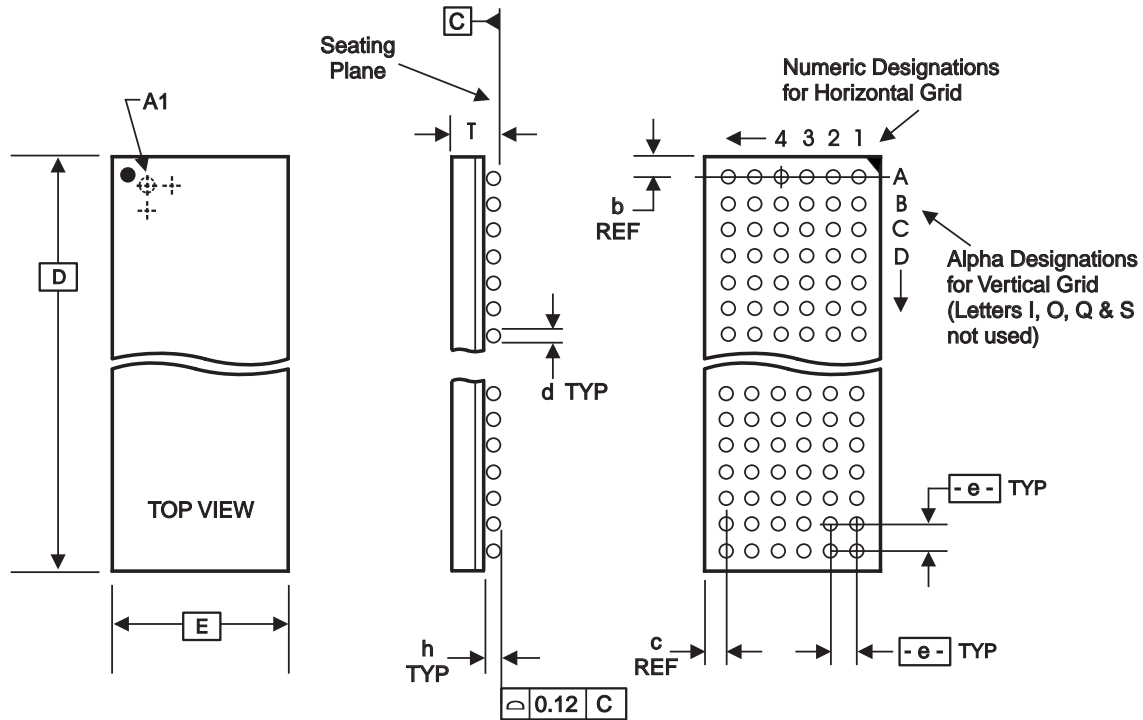 C
Seating
Plane
Numeric Designations
for Horizontal Grid
A1
T
4 3 2 1
A
B
C
D
b
REF
Alpha Designations
for Vertical Grid
(Letters I, O, Q & S
not used)
D
d TYP
TOP VIEW
- e - TYP
E
h
TYP
c
REF
- e - TYP
⌓ 0.12 C